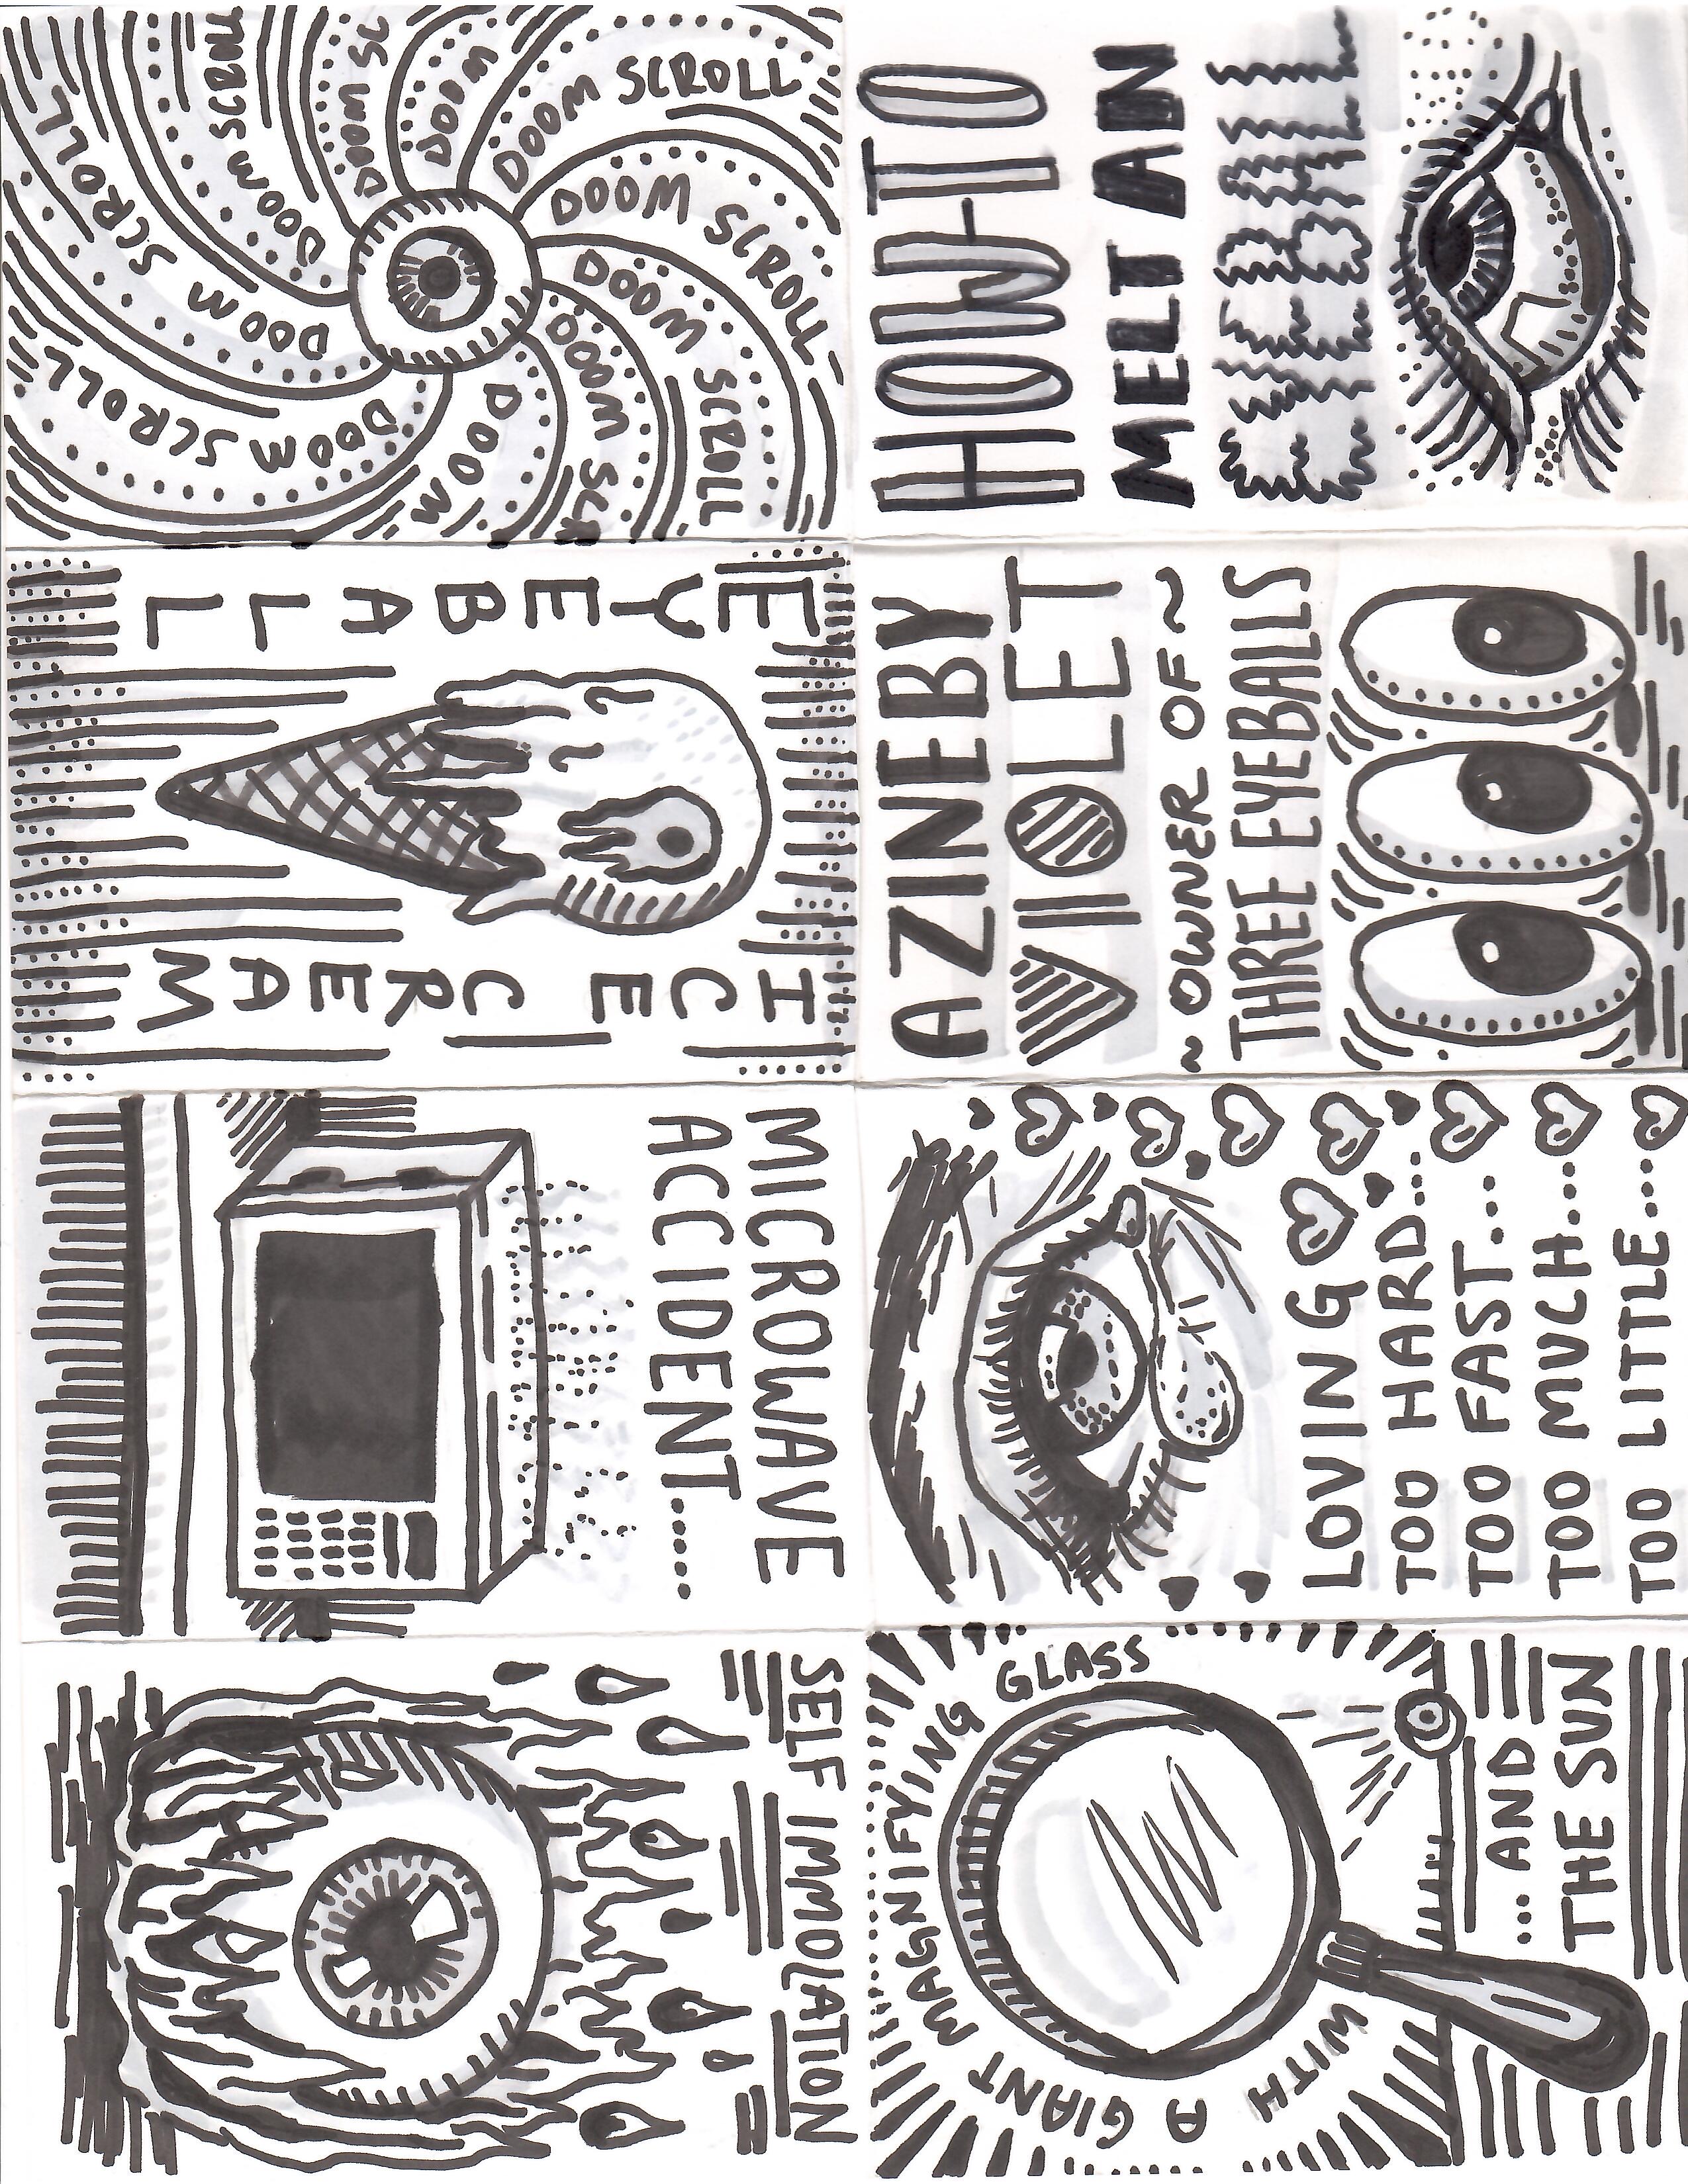 HOW-TO
MELT AN
EYEBALL
DOOM SCROLL
DOOM SCROLL
DOOM SCROLL
DOOM SCR
DOOM
DOOM SCROLL
DOOM SCROLL
DOOM SCROLL
DOOM SC
DOOM
EYEBALL
ICE CREAM
MICROWAVE
ACCIDENT......
SELF IMMOLATION
WITH A GIANT MAGNIFYING GLASS
... AND
THE SUN
LOVING
TOO HARD....
TOO FAST....
TOO MUCH.....
TOO LITTLE.....
A ZINE BY
VIOLET
~ OWNER OF ~
THREE EYEBALLS